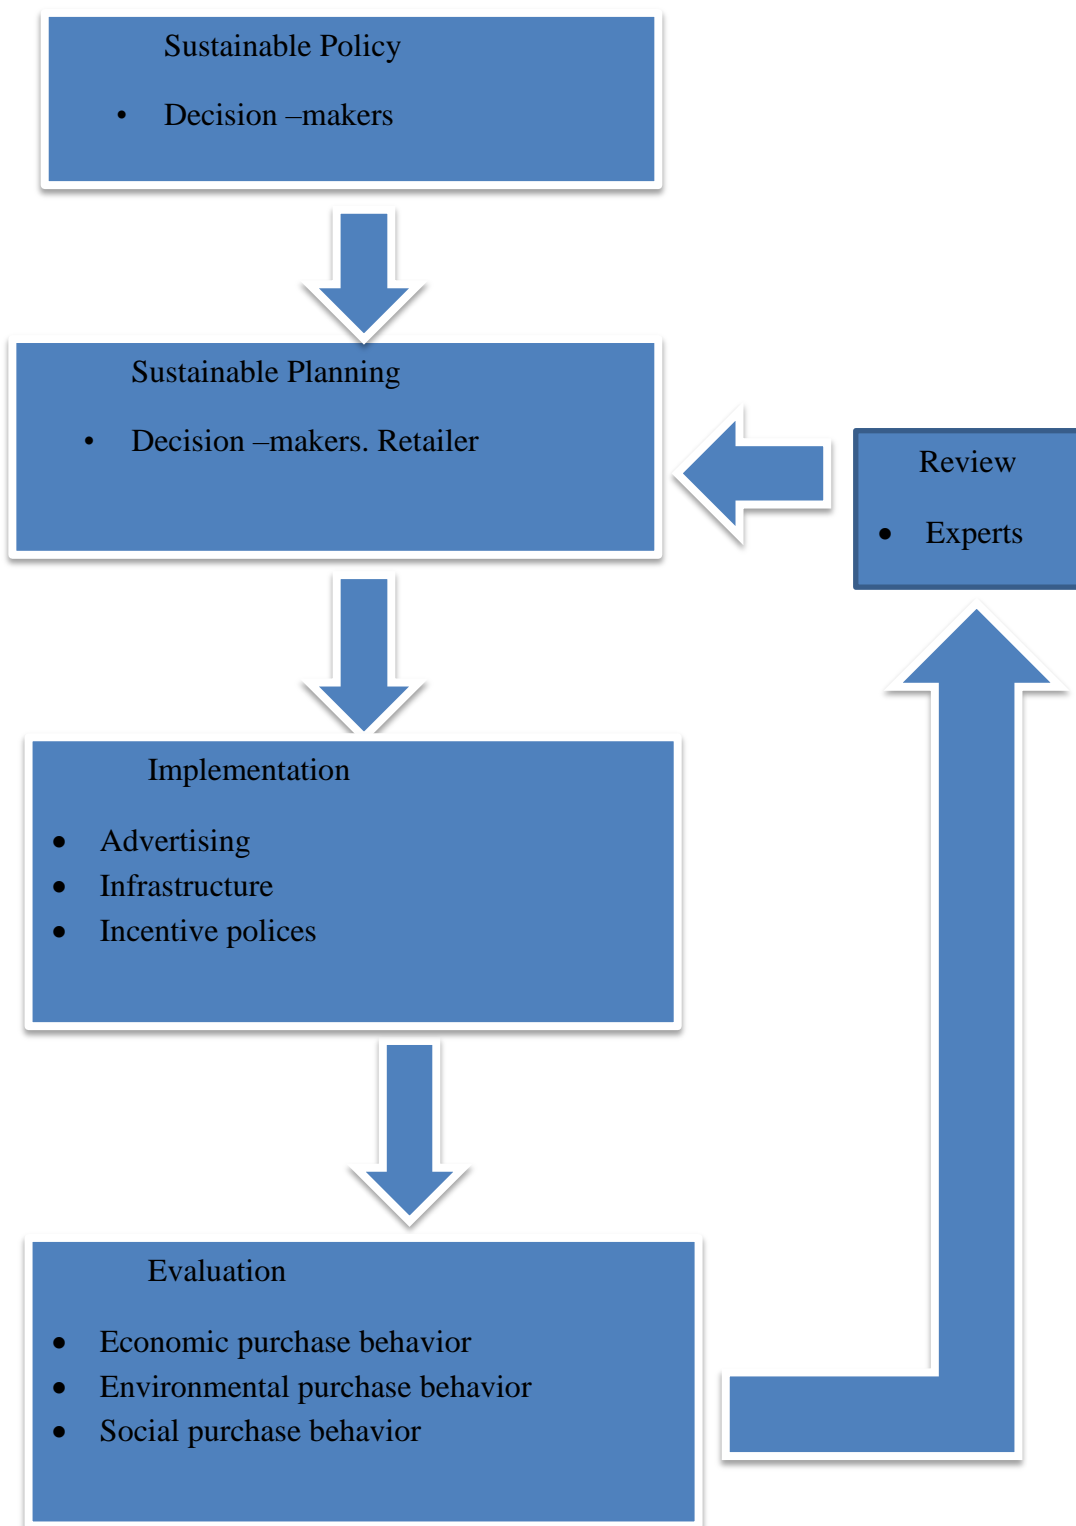 Sustainable Policy
• Decision –makers
Sustainable Planning
• Decision –makers. Retailer
Review
• Experts
Implementation
• Advertising
• Infrastructure
• Incentive polices
Evaluation
• Economic purchase behavior
• Environmental purchase behavior
• Social purchase behavior